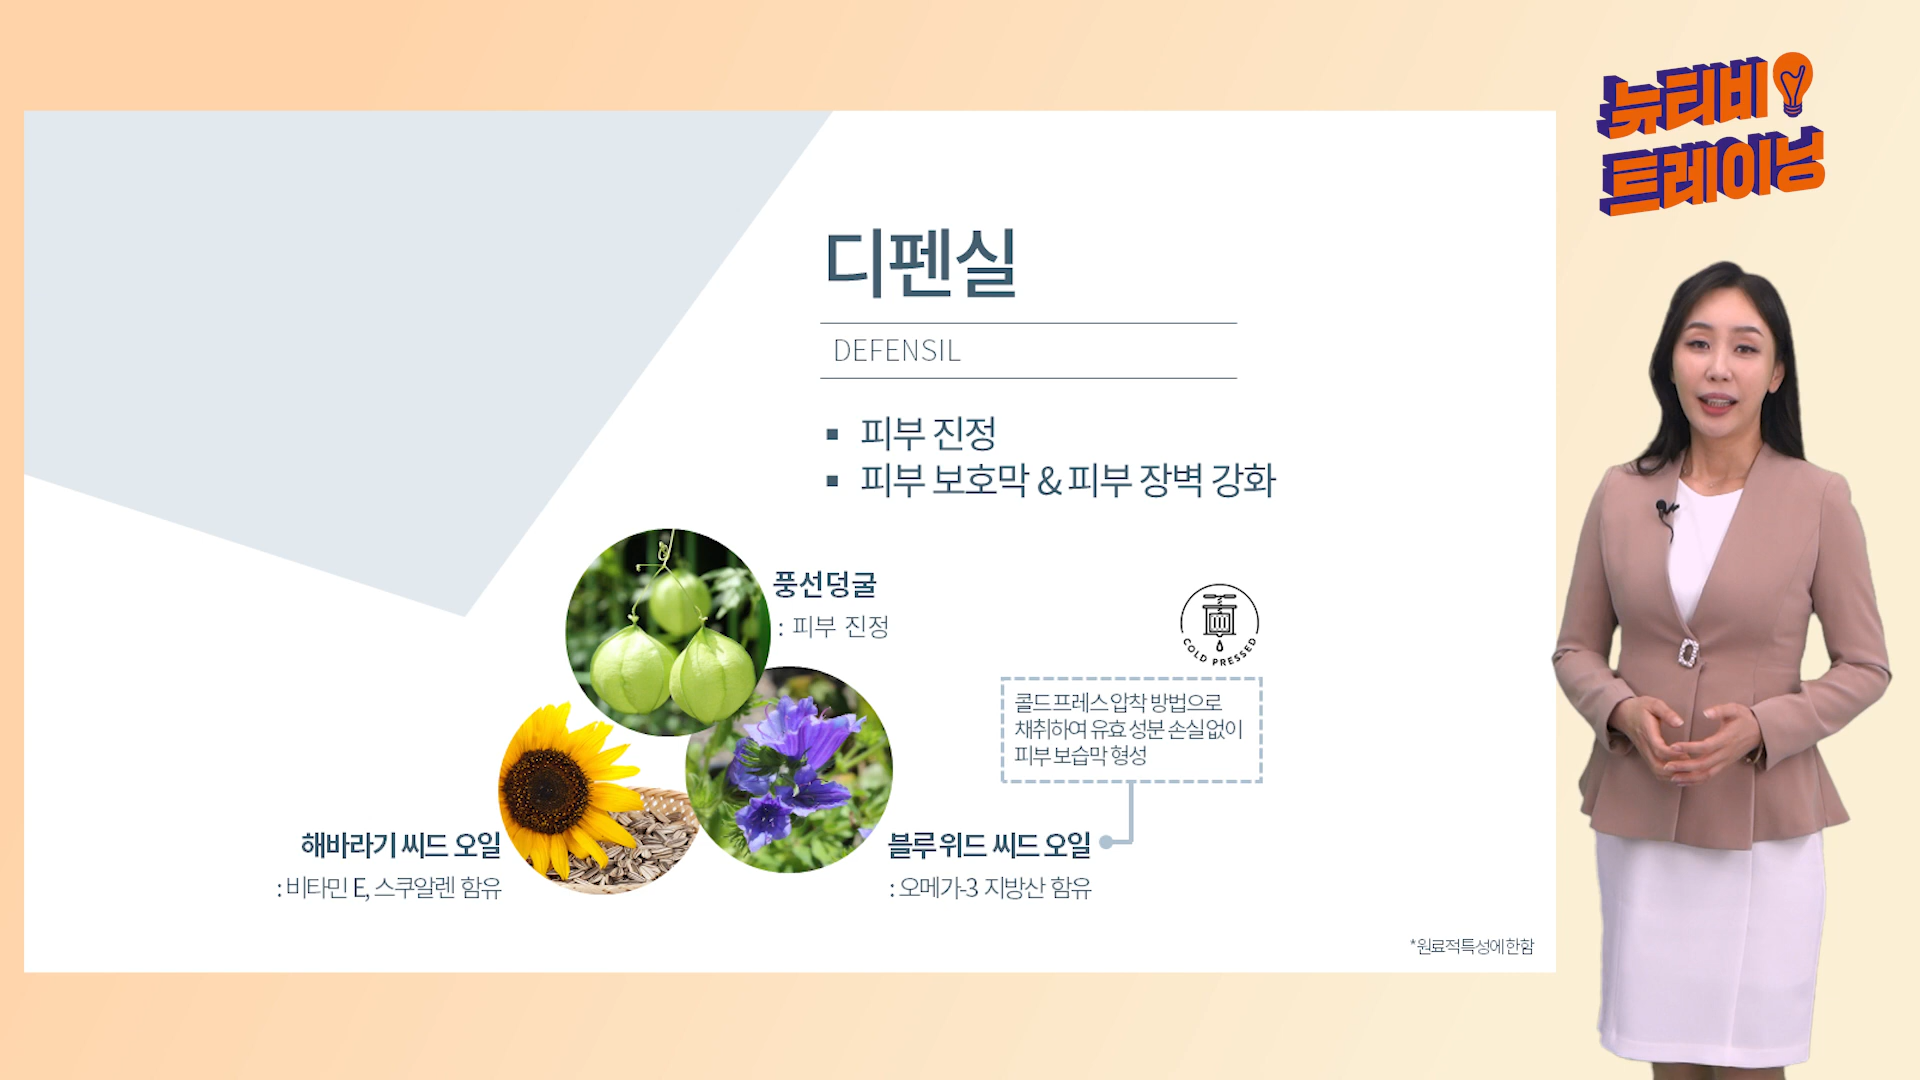 뉴티비
트레이닝
디펜실
DEFENSIL
▪ 피부 진정
▪ 피부 보호막 & 피부 장벽 강화
풍선덩굴
: 피부 진정
COLD PRESSED
콜드프레스 압착 방법으로
채취하여 유효 성분 손실 없이
피부 보습막 형성
해바라기 씨드 오일
: 비타민 E, 스쿠알렌 함유
블루위드 씨드 오일
: 오메가-3 지방산 함유
*원료적 특성에 한함